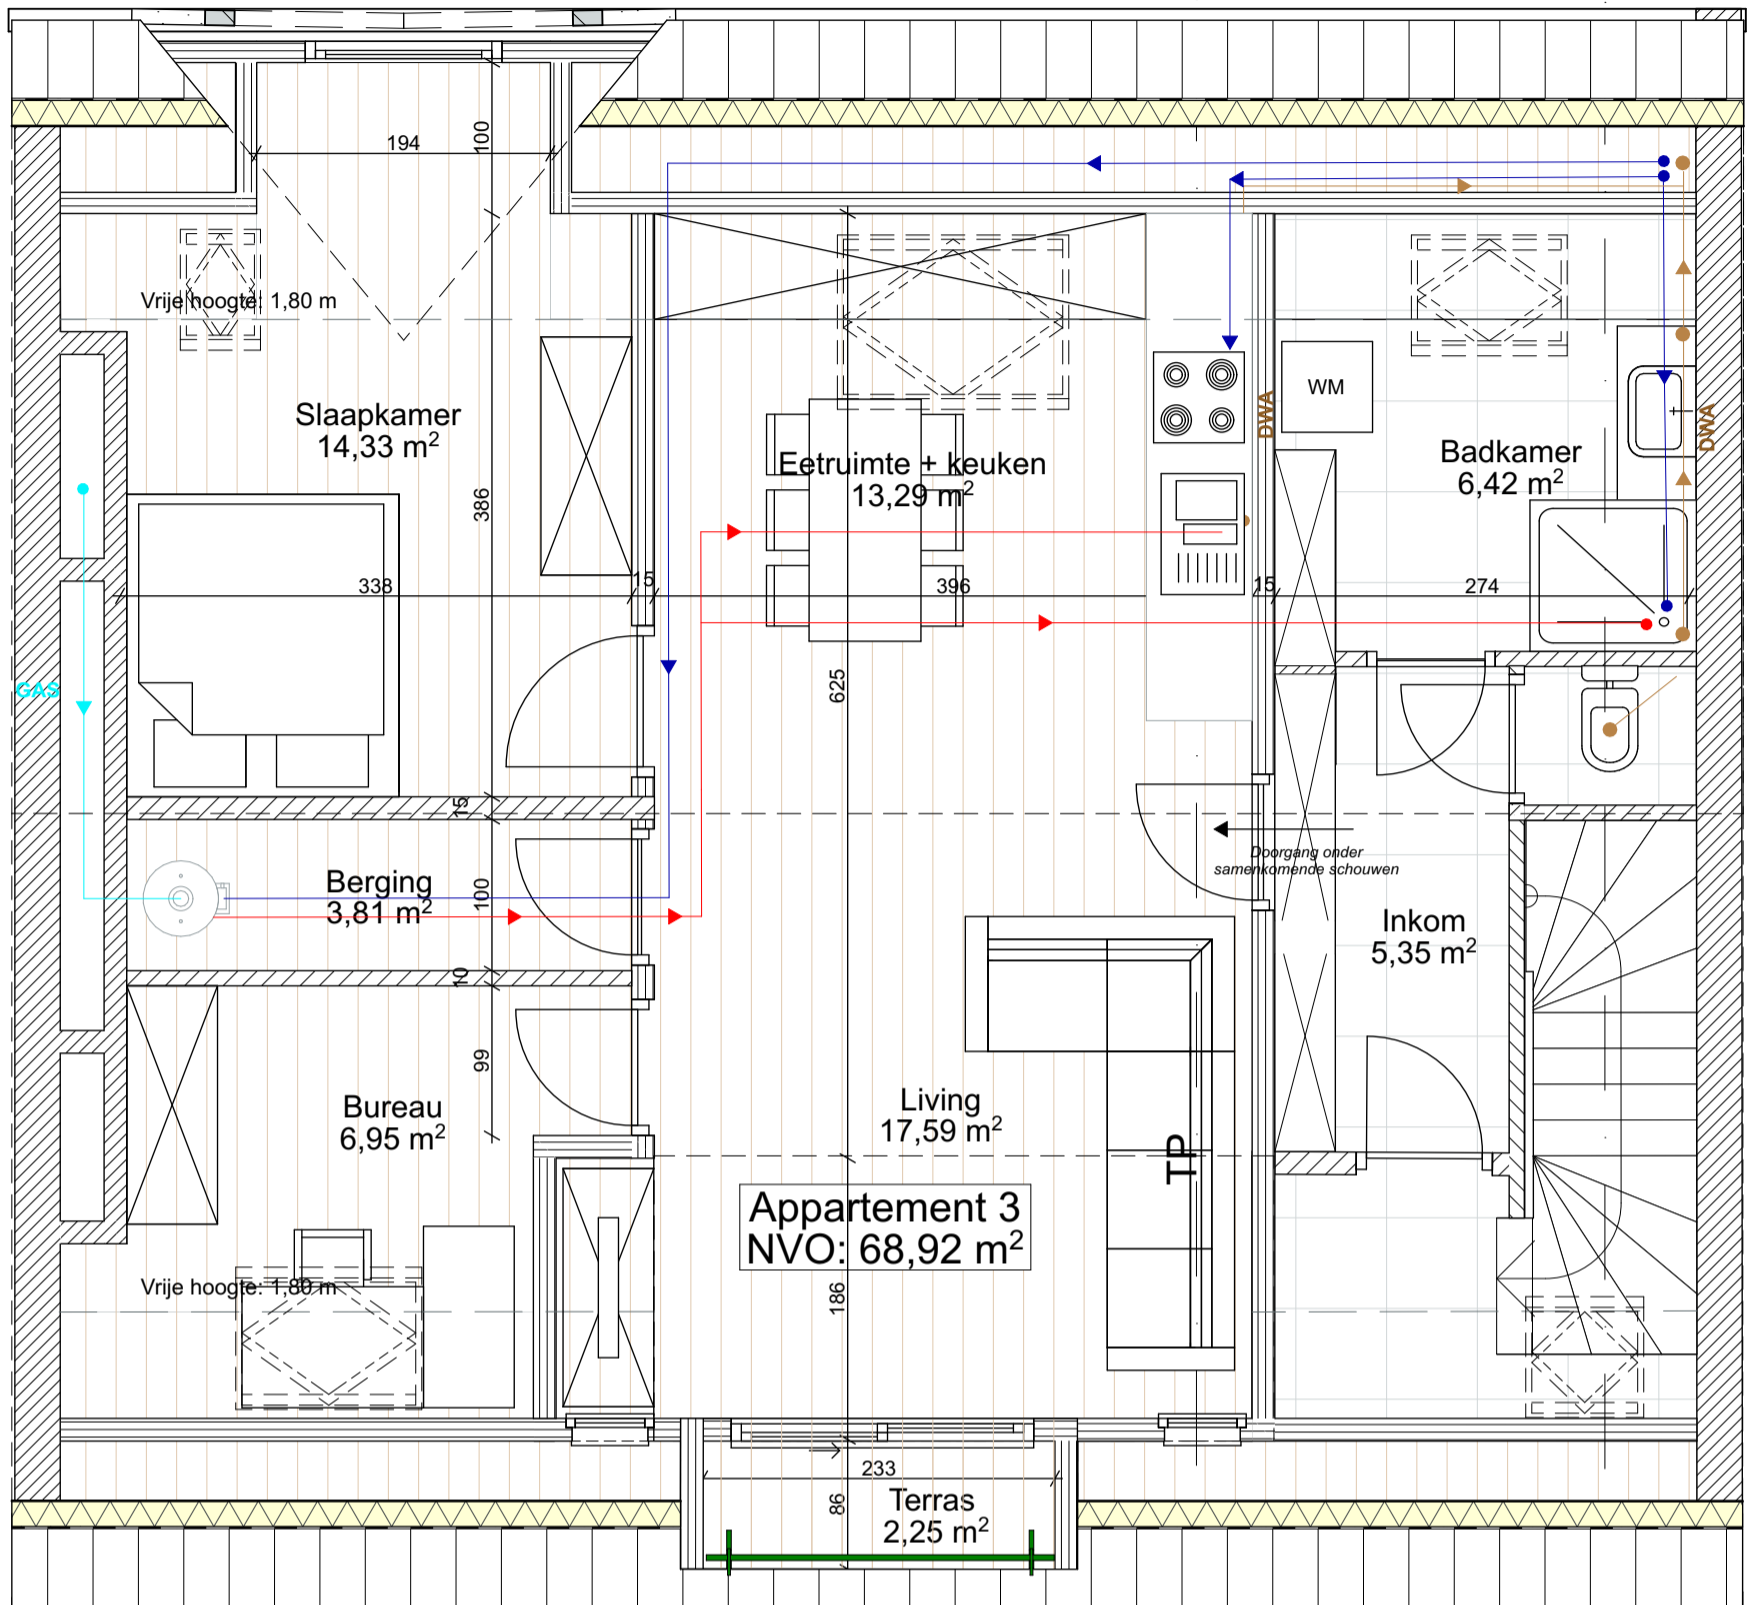 194
100
Vrije hoogte: 1,80 m
Slaapkamer
14,33 m²
386
Eetruimte + keuken
13,29 m²
DWA
WM
Badkamer
6,42 m²
DWA
338
15
396
15
274
GAS
625
15
Doorgang onder
samenkomende schouwen
Berging
3,81 m²
100
Inkom
5,35 m²
10
99
Bureau
6,95 m²
Living
17,59 m²
TP
Appartement 3
NVO: 68,92 m²
Vrije hoogte: 1,80 m
186
233
86
Terras
2,25 m²